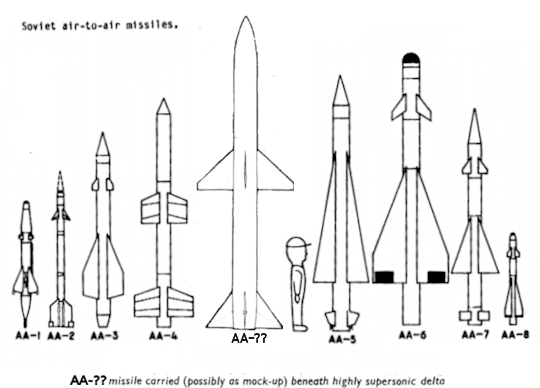 Soviet air-to-air missiles.
AA-1 AA-2 AA-3 AA-4 AA-?? AA-5 AA-6 AA-7 AA-8
AA-?? missile carried (possibly as mock-up) beneath highly supersonic delta